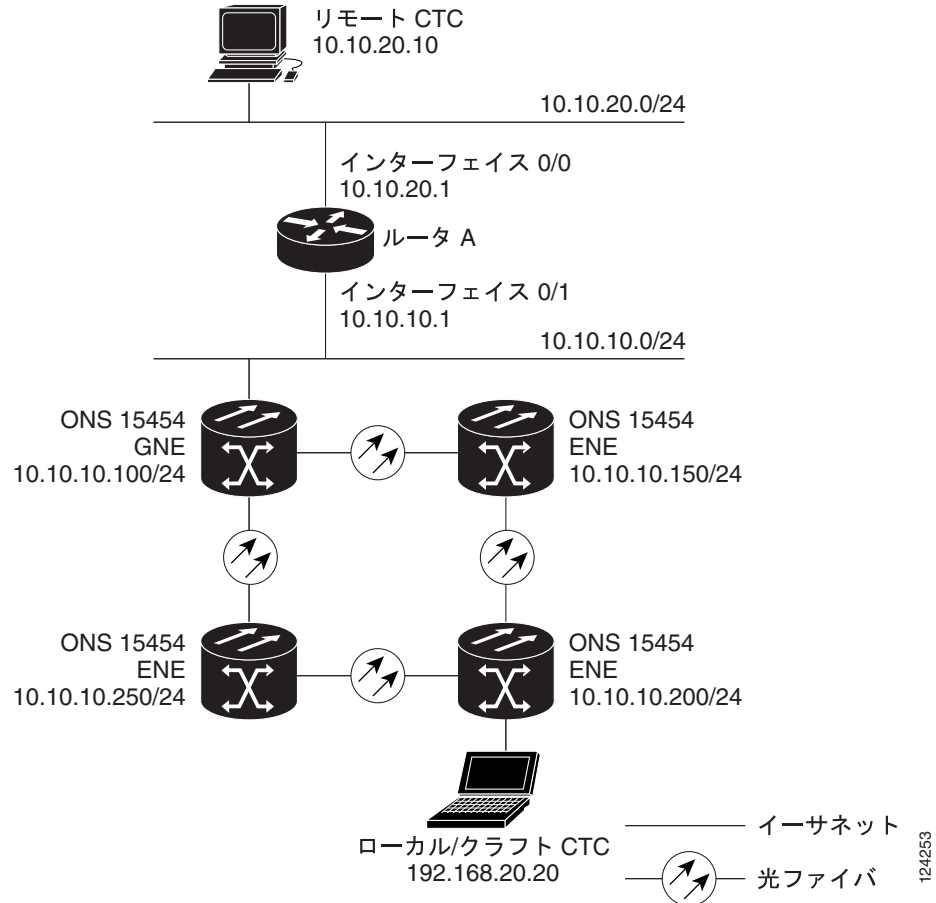 リモート CTC
10.10.20.10
10.10.20.0/24
インターフェイス 0/0
10.10.20.1
ルータ A
インターフェイス 0/1
10.10.10.1
10.10.10.0/24
ONS 15454
GNE
10.10.10.100/24
ONS 15454
ENE
10.10.10.150/24
ONS 15454
ENE
10.10.10.250/24
ONS 15454
ENE
10.10.10.200/24
ローカル/クラフト CTC
192.168.20.20
イーサネット
光ファイバ
124253